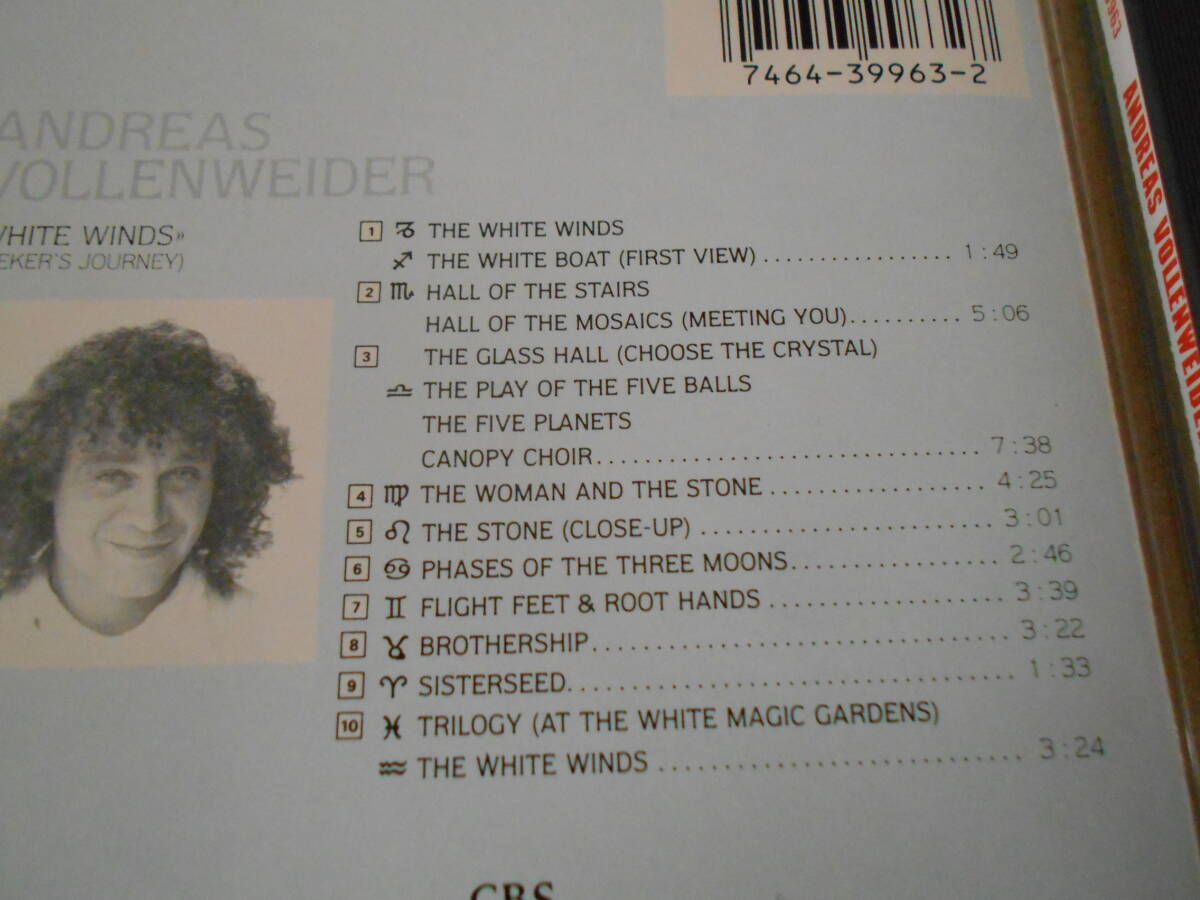 7464-39963-2
ANDREAS
VOLLENWEIDER
WHITE WINDS»
EKER'S JOURNEY)
1 ♑ THE WHITE WINDS
♐ THE WHITE BOAT (FIRST VIEW) ................. 1:49
2 ♏ HALL OF THE STAIRS
HALL OF THE MOSAICS (MEETING YOU).......... 5:06
3 THE GLASS HALL (CHOOSE THE CRYSTAL)
♎ THE PLAY OF THE FIVE BALLS
THE FIVE PLANETS
CANOPY CHOIR................................... 7:38
4 ♍ THE WOMAN AND THE STONE ................... 4:25
5 ♌ THE STONE (CLOSE-UP) ......................... 3:01
6 ♋ PHASES OF THE THREE MOONS................. 2:46
7 ♊ FLIGHT FEET & ROOT HANDS ................... 3:39
8 ♉ BROTHERSHIP.................................. 3:22
9 ♈ SISTERSEED.................................... 1:33
10 ♓ TRILOGY (AT THE WHITE MAGIC GARDENS)
♒ THE WHITE WINDS ............................. 3:24
CBS
9963
ANDREAS VOLLENWEIDE